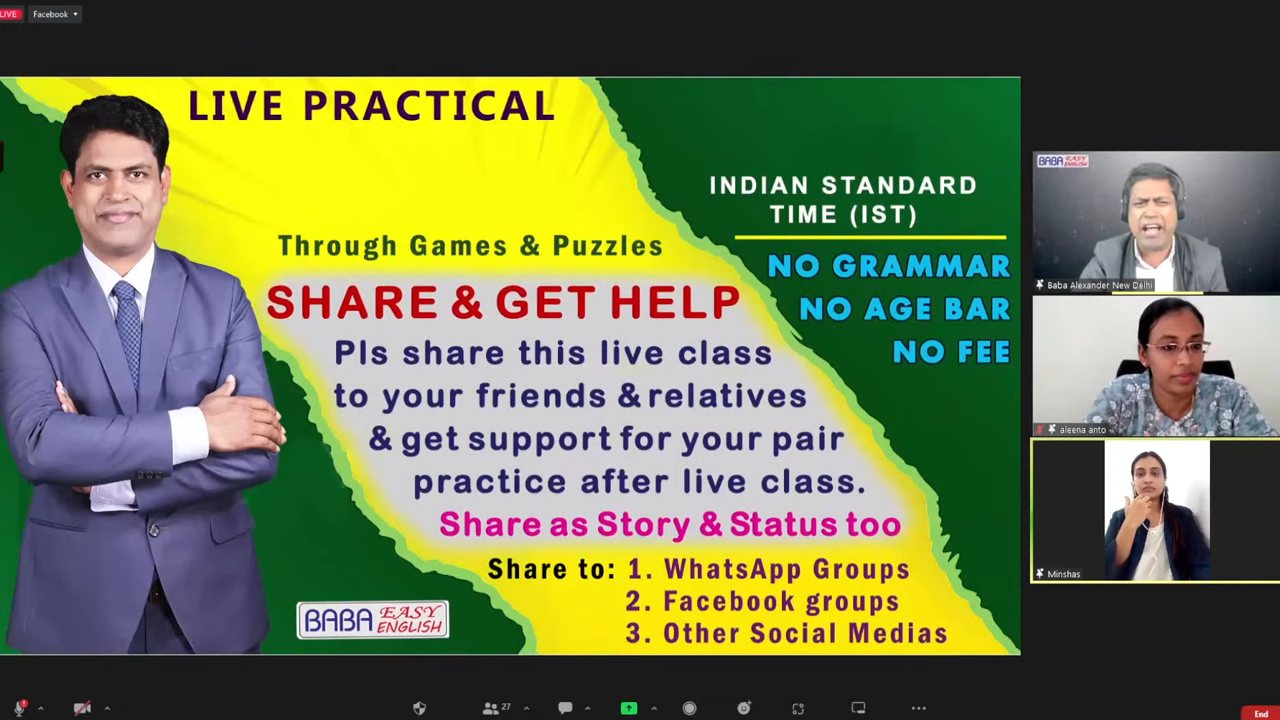 LIVE
Facebook
LIVE PRACTICAL
Through Games & Puzzles
SHARE & GET HELP
Pls share this live class
to your friends & relatives
& get support for your pair
practice after live class.
Share as Story & Status too
Share to: 1. WhatsApp Groups
2. Facebook groups
3. Other Social Medias
BABA EASY ENGLISH
INDIAN STANDARD
TIME (IST)
NO GRAMMAR
NO AGE BAR
NO FEE
BABA EASY ENGLISH
Baba Alexander New Delhi
aleena anto
Minshas
27
End